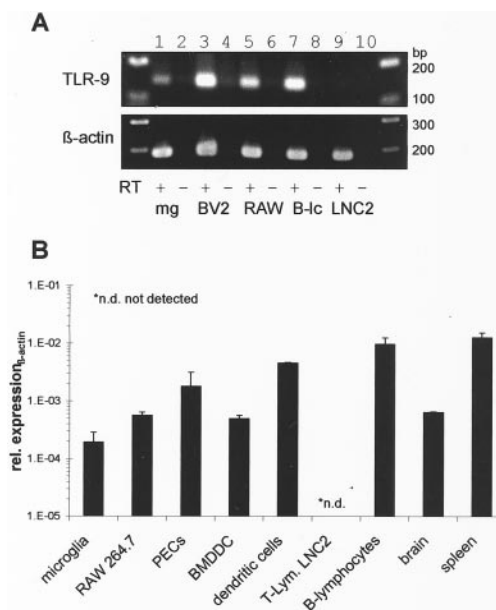 A
1 2 3 4 5 6 7 8 9 10
bp
TLR-9
200
100
ß-actin
300
200
RT + − + − + − + − + −
mg BV2 RAW B-lc LNC2
B
1.E-01
*n.d. not detected
1.E-02
1.E-03
1.E-04
1.E-05
rel. expressionß-actin
*n.d.
microglia
RAW 264.7
PECs
BMDDC
dendritic cells
T-Lym. LNC2
B-lymphocytes
brain
spleen